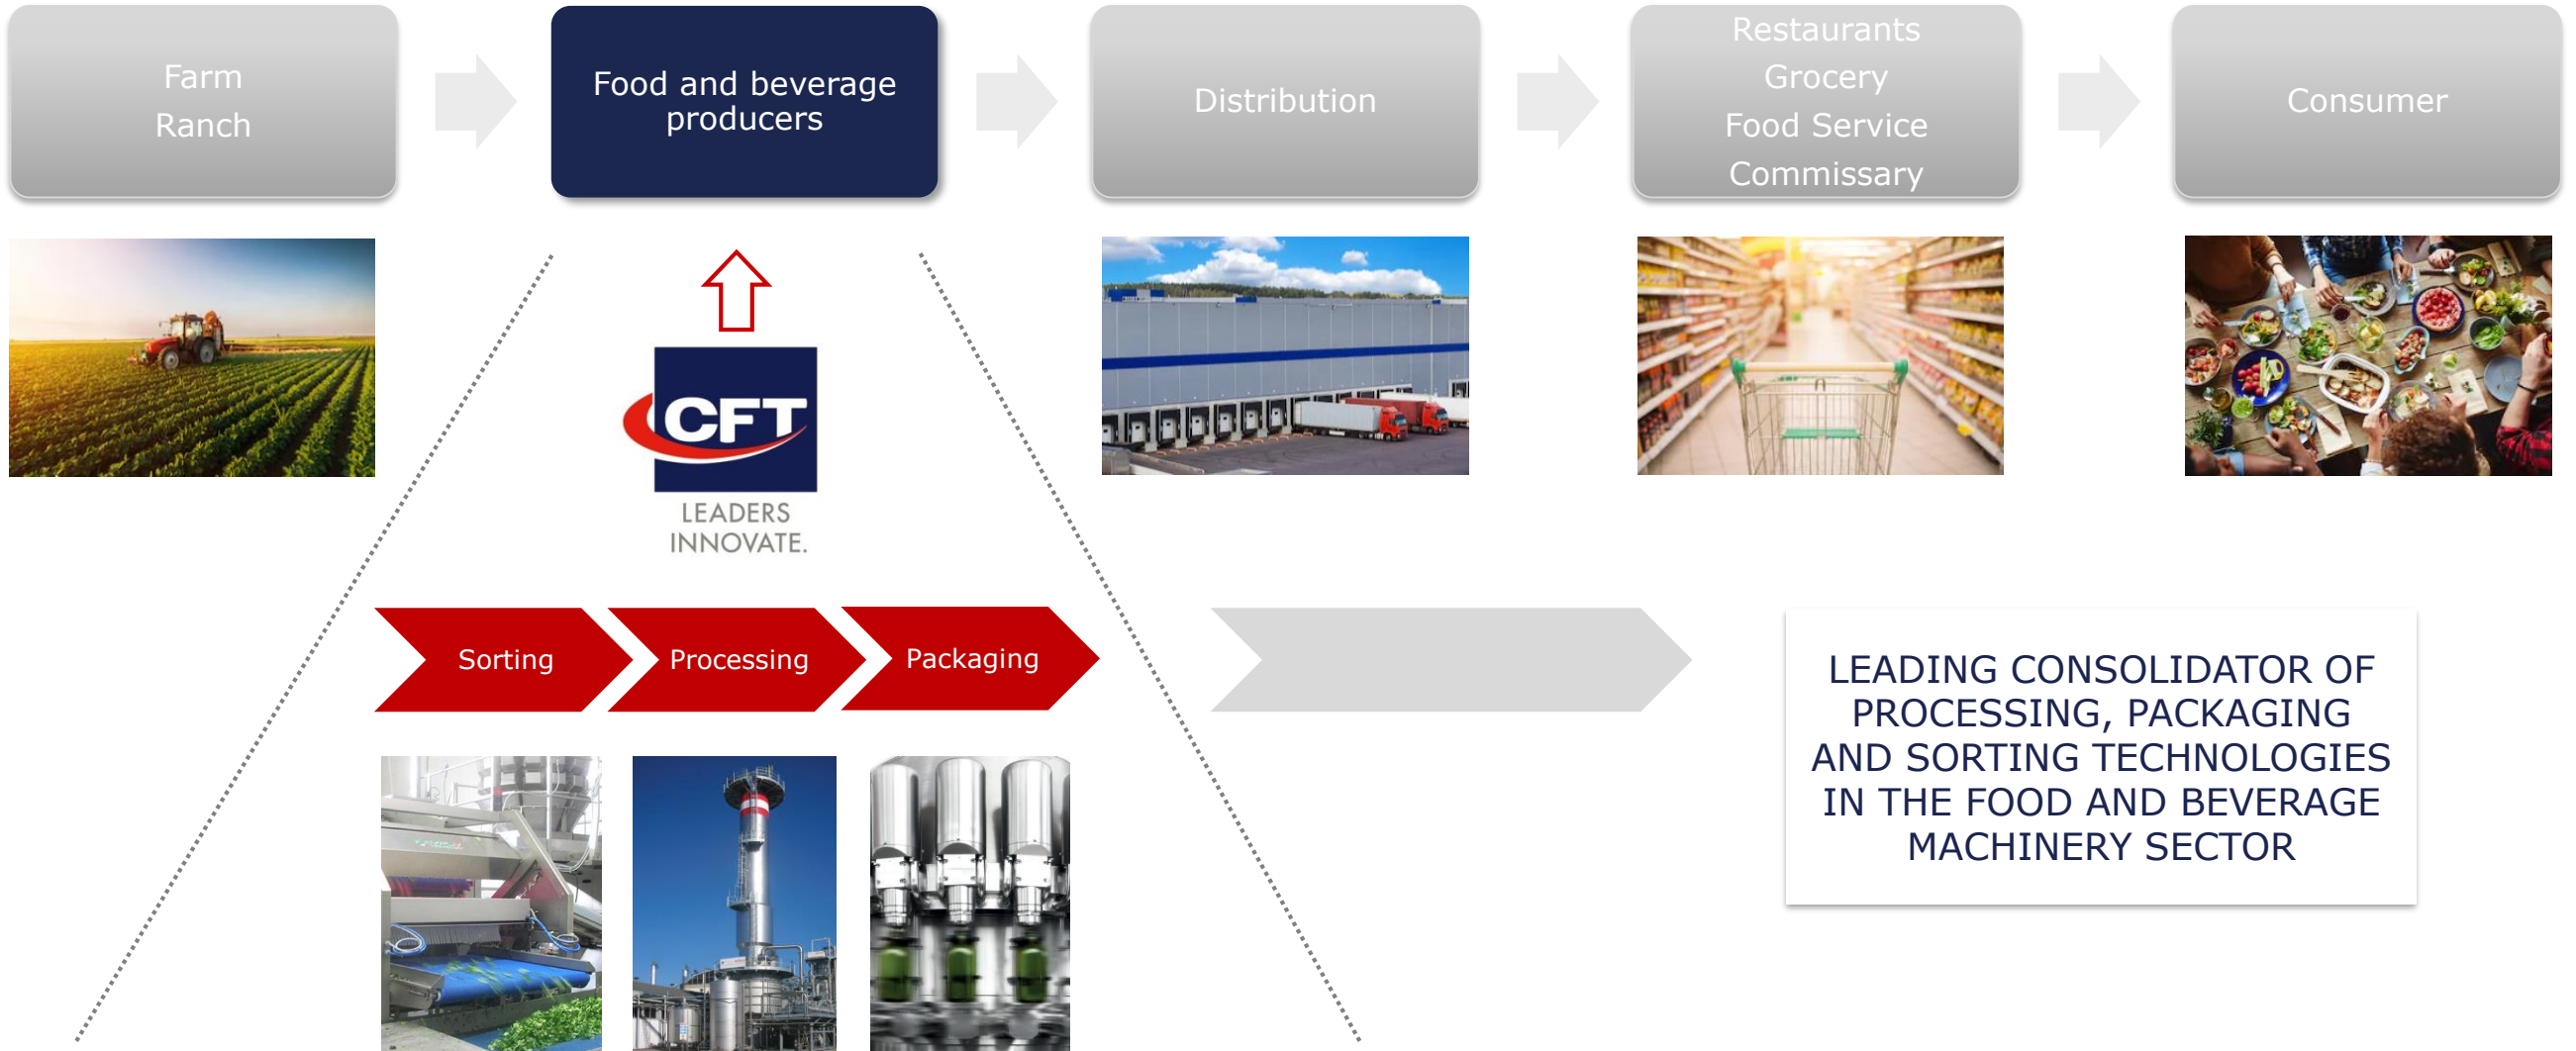 Farm
Ranch
Food and beverage
producers
Distribution
Restaurants
Grocery
Food Service
Commissary
Consumer
CFT
LEADERS
INNOVATE.
Sorting
Processing
Packaging
LEADING CONSOLIDATOR OF
PROCESSING, PACKAGING
AND SORTING TECHNOLOGIES
IN THE FOOD AND BEVERAGE
MACHINERY SECTOR